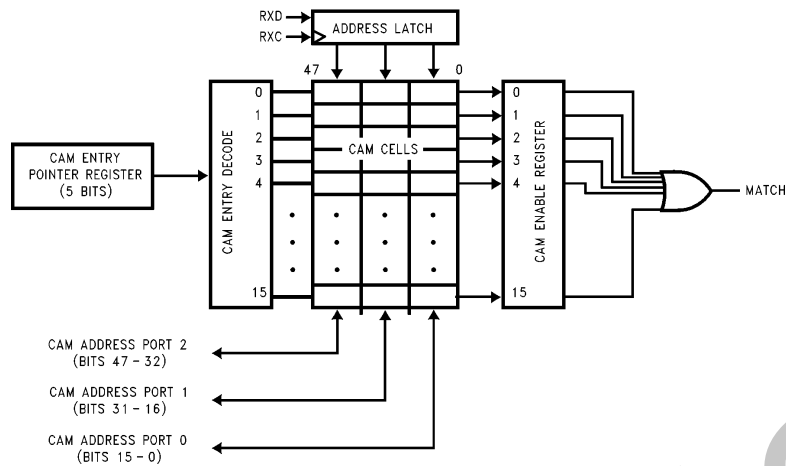 RXD
RXC
ADDRESS LATCH
47
0
0
1
2
3
4
15
CAM ENTRY DECODE
CAM CELLS
0
1
2
3
4
15
CAM ENABLE REGISTER
CAM ENTRY
POINTER REGISTER
(5 BITS)
MATCH
CAM ADDRESS PORT 2
(BITS 47 – 32)
CAM ADDRESS PORT 1
(BITS 31 – 16)
CAM ADDRESS PORT 0
(BITS 15 – 0)